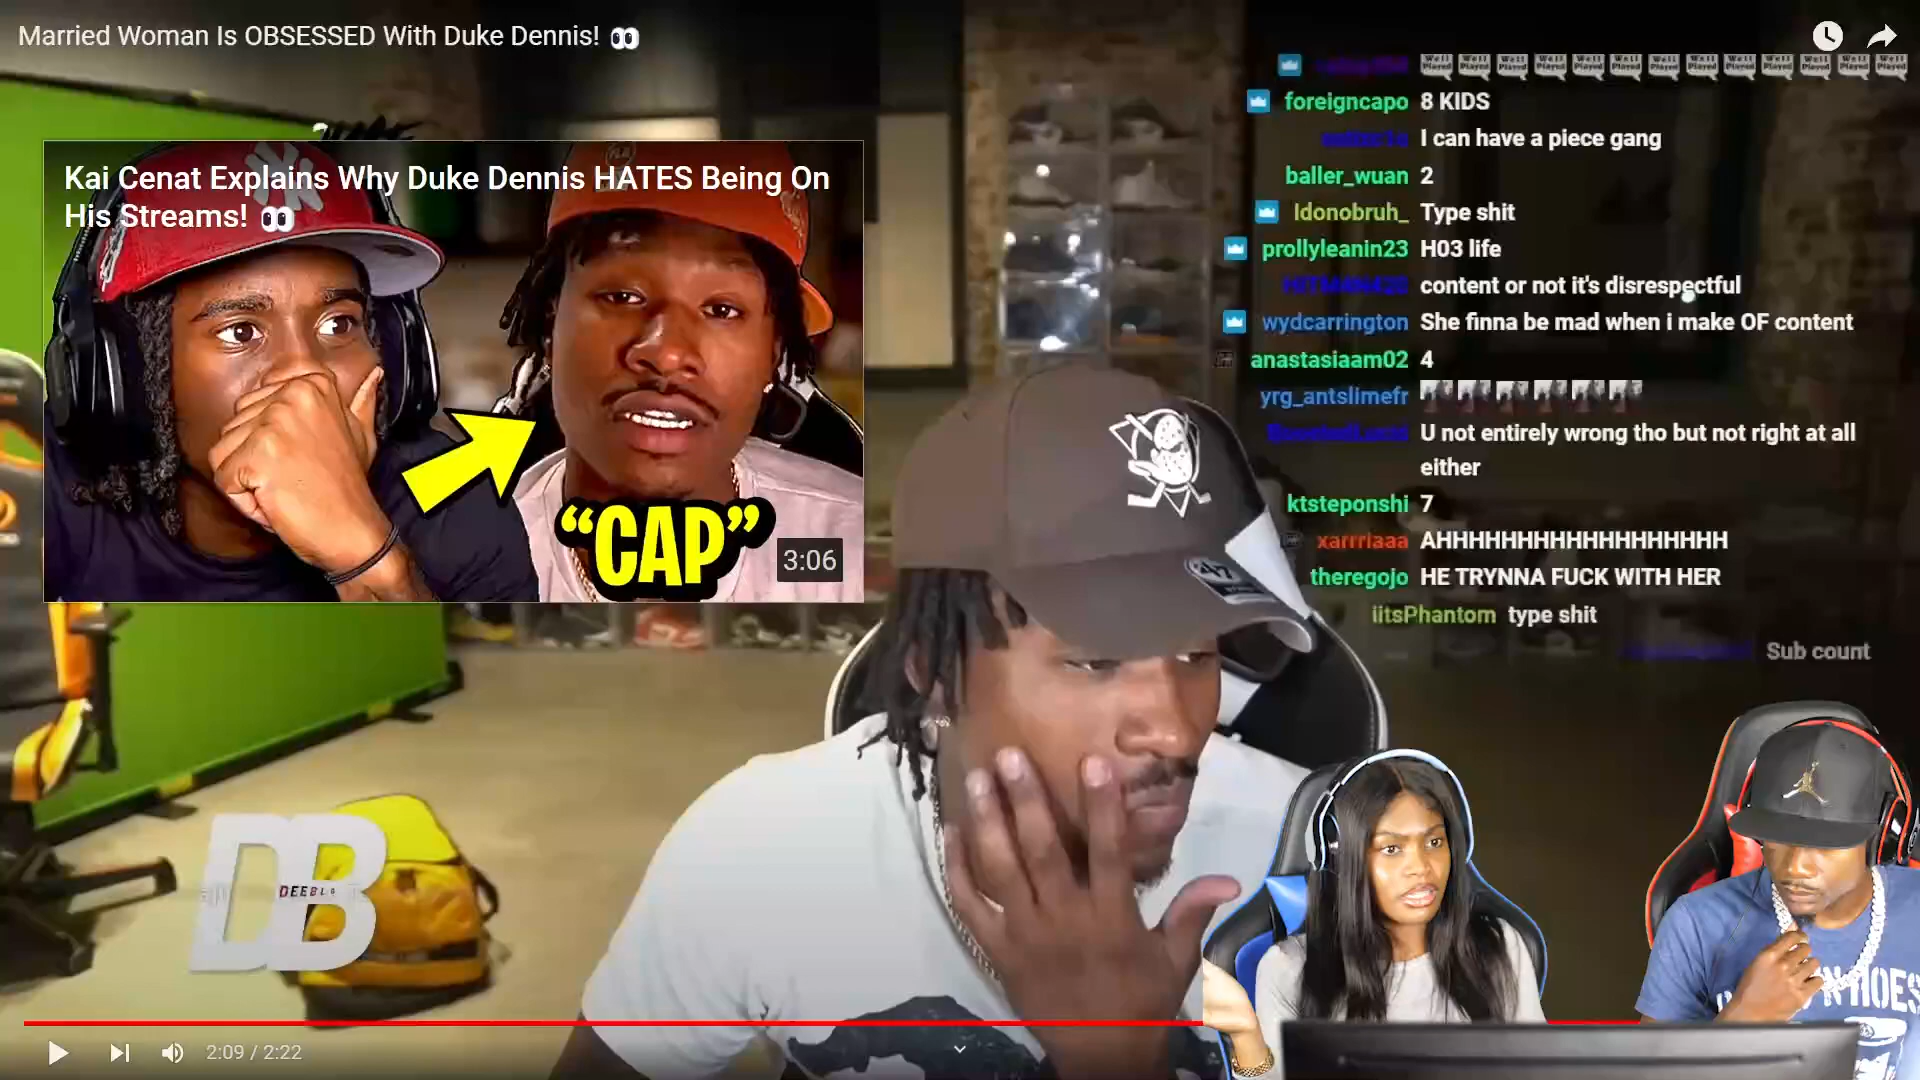 Married Woman Is OBSESSED With Duke Dennis! 👀
Kai Cenat Explains Why Duke Dennis HATES Being On
His Streams! 👀
"CAP"
3:06
foreigncapo 8 KIDS
I can have a piece gang
baller_wuan 2
ldonobruh_ Type shit
prollyleanin23 H03 life
content or not it's disrespectful
wydcarrington She finna be mad when i make OF content
anastasiaam02 4
yrg_antslimefr
U not entirely wrong tho but not right at all
either
ktsteponshi 7
xarrriaaa AHHHHHHHHHHHHHHHHHHH
theregojo HE TRYNNA FUCK WITH HER
iitsPhantom type shit
Sub count
'47
DB
2:09 / 2:22